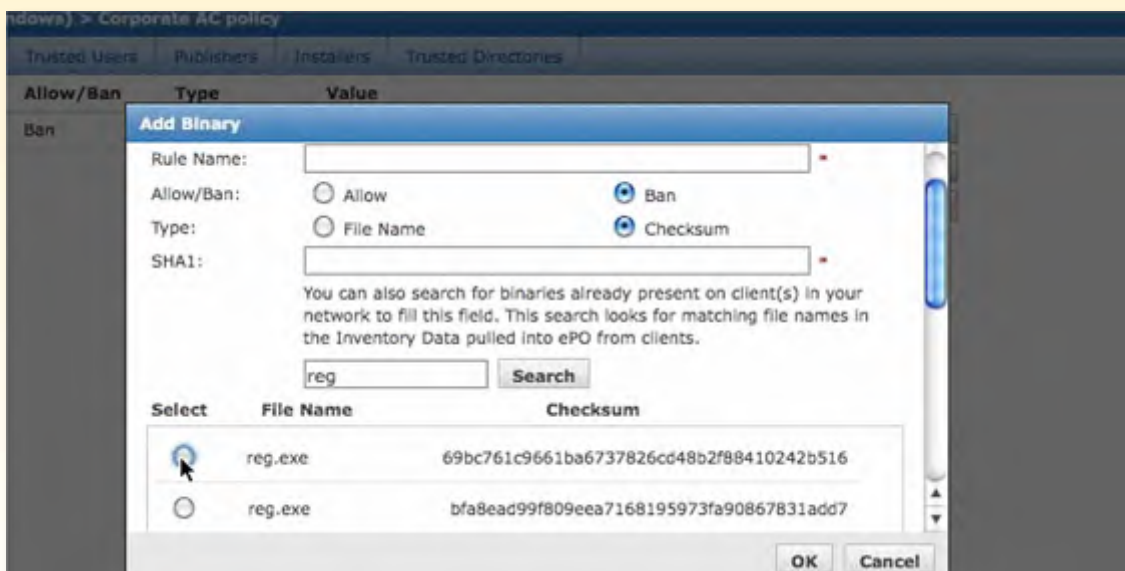 ndows) > Corporate AC policy
Trusted Users Publishers Installers Trusted Directories
Allow/Ban Type Value
Ban
Add Binary
Rule Name:
Allow/Ban: Allow Ban
Type: File Name Checksum
SHA1:
You can also search for binaries already present on client(s) in your
network to fill this field. This search looks for matching file names in
the Inventory Data pulled into ePO from clients.
reg Search
Select File Name Checksum
reg.exe 69bc761c9661ba6737826cd48b2f88410242b516
reg.exe bfa8ead99f809eea7168195973fa90867831add7
OK Cancel